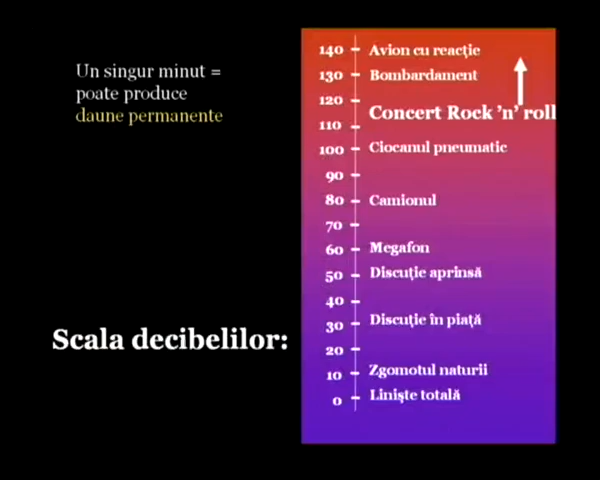 Un singur minut =
poate produce
daune permanente
Scala decibelilor:
140 Avion cu reacție
130 Bombardament
120
Concert Rock 'n' roll
110
100 Ciocanul pneumatic
90
80 Camionul
70
60 Megafon
50 Discuție aprinsă
40
30 Discuție în piață
20
10 Zgomotul naturii
0 Liniște totală